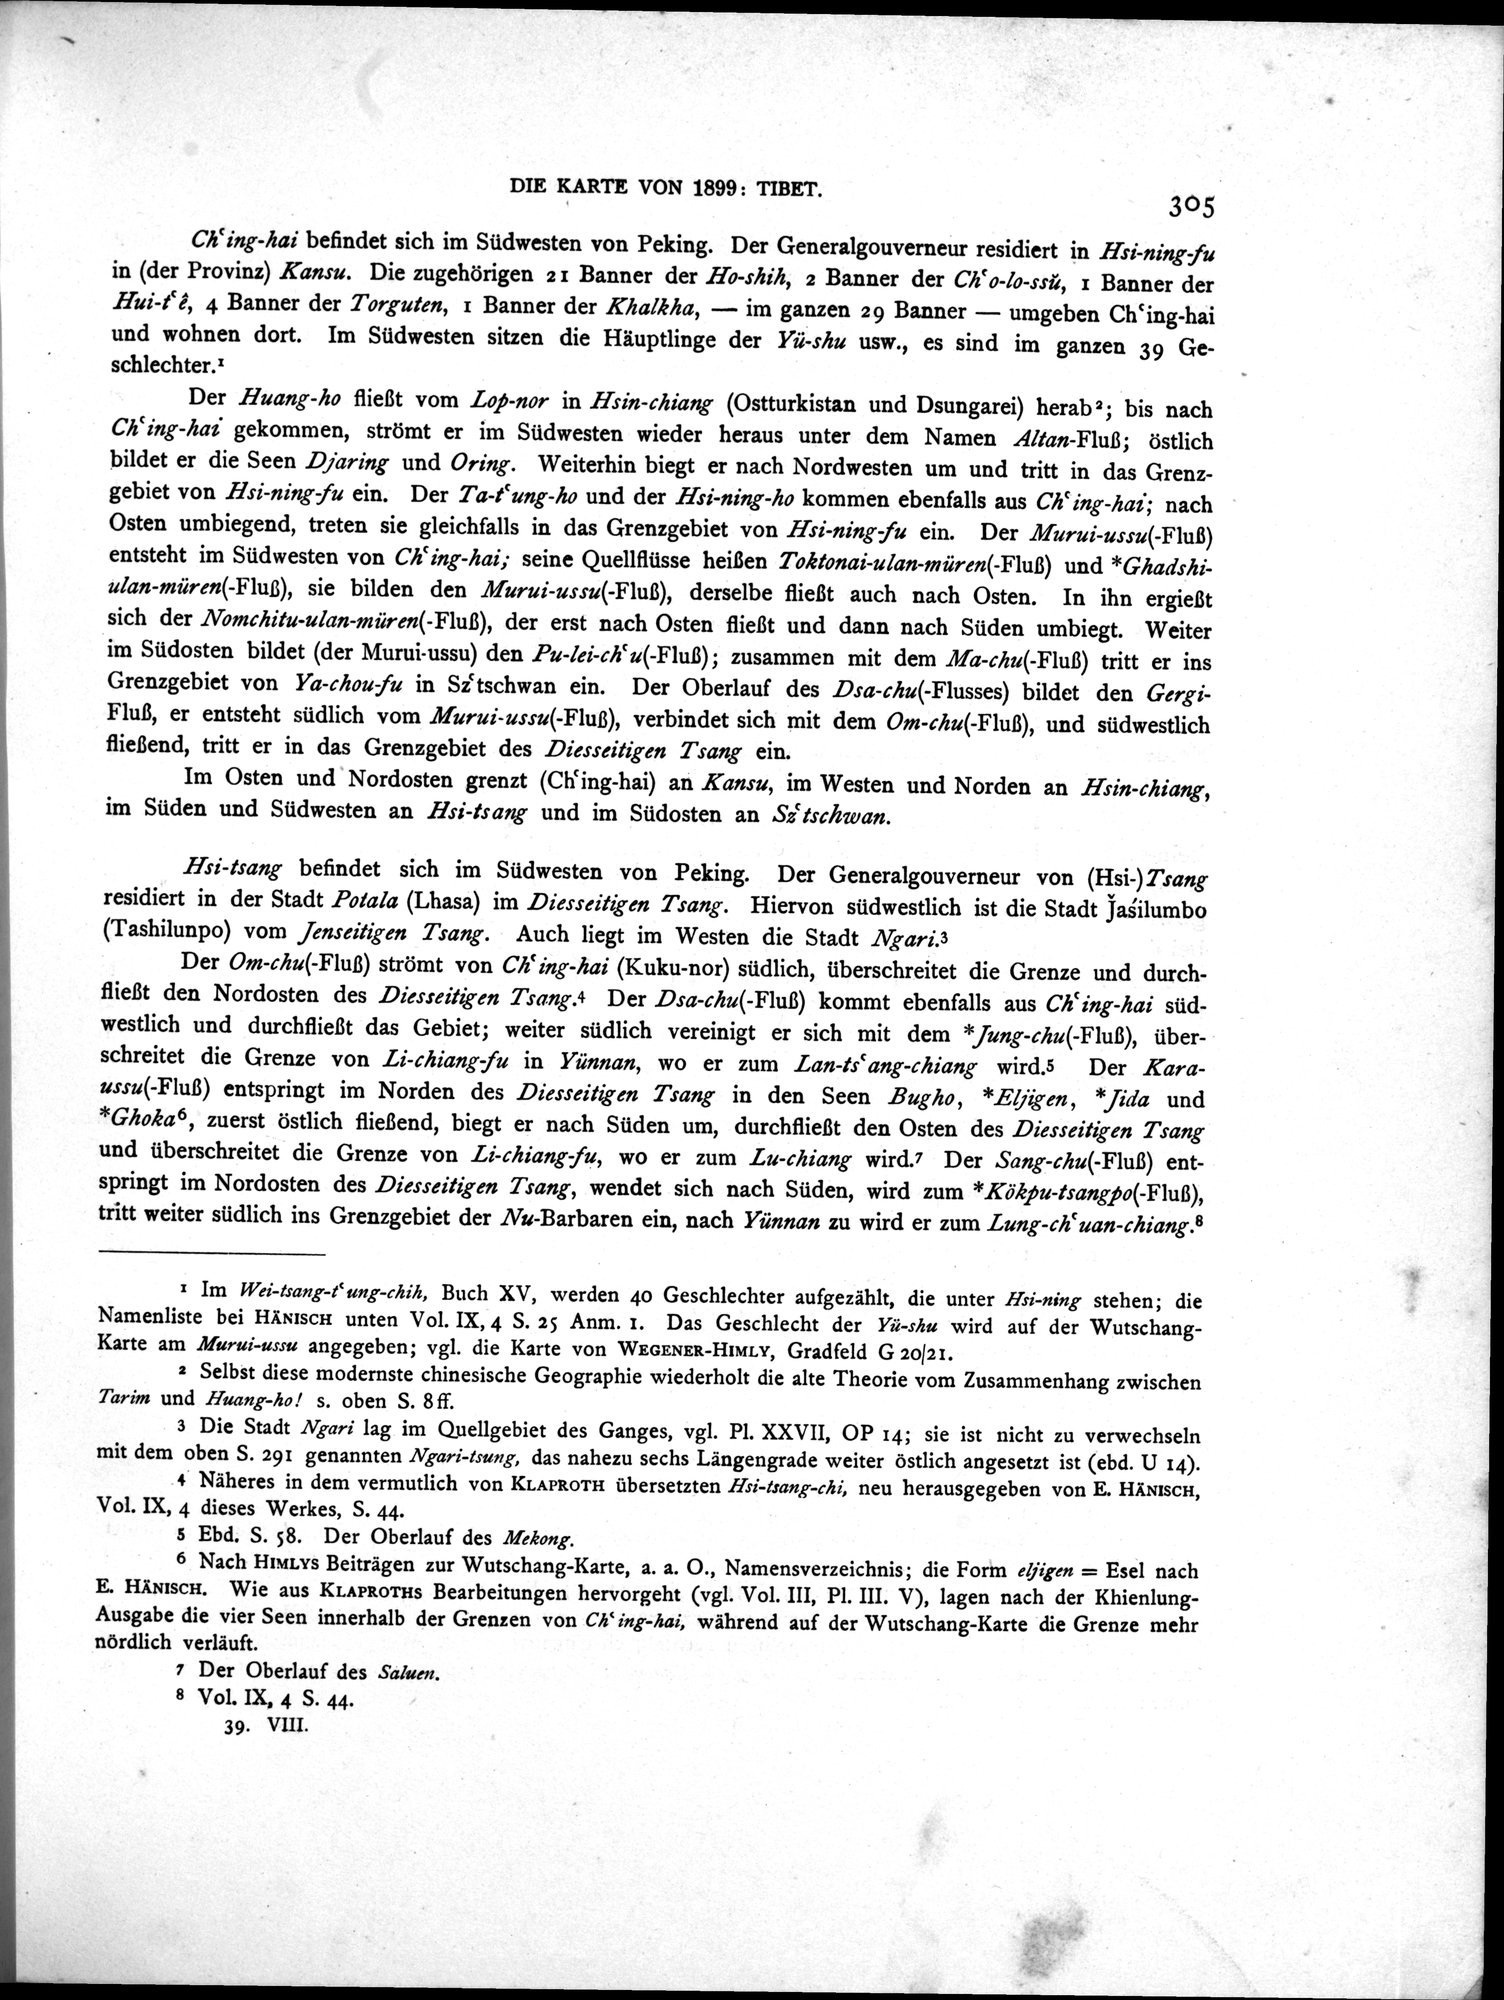 DIE KARTE VON 1899: TIBET.
305
Chʿing-hai befindet sich im Südwesten von Peking. Der Generalgouverneur residiert in Hsi-ning-fu
in (der Provinz) Kansu. Die zugehörigen 21 Banner der Ho-shih, 2 Banner der Chʿo-lo-ssŭ, 1 Banner der
Hui-tʿê, 4 Banner der Torguten, 1 Banner der Khalkha, — im ganzen 29 Banner — umgeben Chʿing-hai
und wohnen dort. Im Südwesten sitzen die Häuptlinge der Yü-shu usw., es sind im ganzen 39 Ge-
schlechter.¹
Der Huang-ho fließt vom Lop-nor in Hsin-chiang (Ostturkistan und Dsungarei) herab²; bis nach
Chʿing-hai gekommen, strömt er im Südwesten wieder heraus unter dem Namen Altan-Fluß; östlich
bildet er die Seen Djaring und Oring. Weiterhin biegt er nach Nordwesten um und tritt in das Grenz-
gebiet von Hsi-ning-fu ein. Der Ta-tʿung-ho und der Hsi-ning-ho kommen ebenfalls aus Chʿing-hai; nach
Osten umbiegend, treten sie gleichfalls in das Grenzgebiet von Hsi-ning-fu ein. Der Murui-ussu(-Fluß)
entsteht im Südwesten von Chʿing-hai; seine Quellflüsse heißen Toktonai-ulan-müren(-Fluß) und *Ghadshi-
ulan-müren(-Fluß), sie bilden den Murui-ussu(-Fluß), derselbe fließt auch nach Osten. In ihn ergießt
sich der Nomchitu-ulan-müren(-Fluß), der erst nach Osten fließt und dann nach Süden umbiegt. Weiter
im Südosten bildet (der Murui-ussu) den Pu-lei-chʿu(-Fluß); zusammen mit dem Ma-chu(-Fluß) tritt er ins
Grenzgebiet von Ya-chou-fu in Szʿtschwan ein. Der Oberlauf des Dsa-chu(-Flusses) bildet den Gergi-
Fluß, er entsteht südlich vom Murui-ussu(-Fluß), verbindet sich mit dem Om-chu(-Fluß), und südwestlich
fließend, tritt er in das Grenzgebiet des Diesseitigen Tsang ein.
Im Osten und Nordosten grenzt (Chʿing-hai) an Kansu, im Westen und Norden an Hsin-chiang,
im Süden und Südwesten an Hsi-tsang und im Südosten an Szʿtschwan.
Hsi-tsang befindet sich im Südwesten von Peking. Der Generalgouverneur von (Hsi-)Tsang
residiert in der Stadt Potala (Lhasa) im Diesseitigen Tsang. Hiervon südwestlich ist die Stadt J̌aśilumbo
(Tashilunpo) vom Jenseitigen Tsang. Auch liegt im Westen die Stadt Ngari.³
Der Om-chu(-Fluß) strömt von Chʿing-hai (Kuku-nor) südlich, überschreitet die Grenze und durch-
fließt den Nordosten des Diesseitigen Tsang.⁴ Der Dsa-chu(-Fluß) kommt ebenfalls aus Chʿing-hai süd-
westlich und durchfließt das Gebiet; weiter südlich vereinigt er sich mit dem *Jung-chu(-Fluß), über-
schreitet die Grenze von Li-chiang-fu in Yünnan, wo er zum Lan-tsʿang-chiang wird.⁵ Der Kara-
ussu(-Fluß) entspringt im Norden des Diesseitigen Tsang in den Seen Bugho, *Eljigen, *Jida und
*Ghoka⁶, zuerst östlich fließend, biegt er nach Süden um, durchfließt den Osten des Diesseitigen Tsang
und überschreitet die Grenze von Li-chiang-fu, wo er zum Lu-chiang wird.⁷ Der Sang-chu(-Fluß) ent-
springt im Nordosten des Diesseitigen Tsang, wendet sich nach Süden, wird zum *Kökpu-tsangpo(-Fluß),
tritt weiter südlich ins Grenzgebiet der Nu-Barbaren ein, nach Yünnan zu wird er zum Lung-chʿuan-chiang.⁸
¹ Im Wei-tsang-tʿung-chih, Buch XV, werden 40 Geschlechter aufgezählt, die unter Hsi-ning stehen; die
Namenliste bei HÄNISCH unten Vol. IX, 4 S. 25 Anm. 1. Das Geschlecht der Yü-shu wird auf der Wutschang-
Karte am Murui-ussu angegeben; vgl. die Karte von WEGENER-HIMLY, Gradfeld G 20/21.
² Selbst diese modernste chinesische Geographie wiederholt die alte Theorie vom Zusammenhang zwischen
Tarim und Huang-ho! s. oben S. 8 ff.
³ Die Stadt Ngari lag im Quellgebiet des Ganges, vgl. Pl. XXVII, OP 14; sie ist nicht zu verwechseln
mit dem oben S. 291 genannten Ngari-tsung, das nahezu sechs Längengrade weiter östlich angesetzt ist (ebd. U 14).
⁴ Näheres in dem vermutlich von KLAPROTH übersetzten Hsi-tsang-chi, neu herausgegeben von E. HÄNISCH,
Vol. IX, 4 dieses Werkes, S. 44.
⁵ Ebd. S. 58. Der Oberlauf des Mekong.
⁶ Nach HIMLYS Beiträgen zur Wutschang-Karte, a. a. O., Namensverzeichnis; die Form eljigen = Esel nach
E. HÄNISCH. Wie aus KLAPROTHS Bearbeitungen hervorgeht (vgl. Vol. III, Pl. III. V), lagen nach der Khienlung-
Ausgabe die vier Seen innerhalb der Grenzen von Chʿing-hai, während auf der Wutschang-Karte die Grenze mehr
nördlich verläuft.
⁷ Der Oberlauf des Saluen.
⁸ Vol. IX, 4 S. 44.
39. VIII.